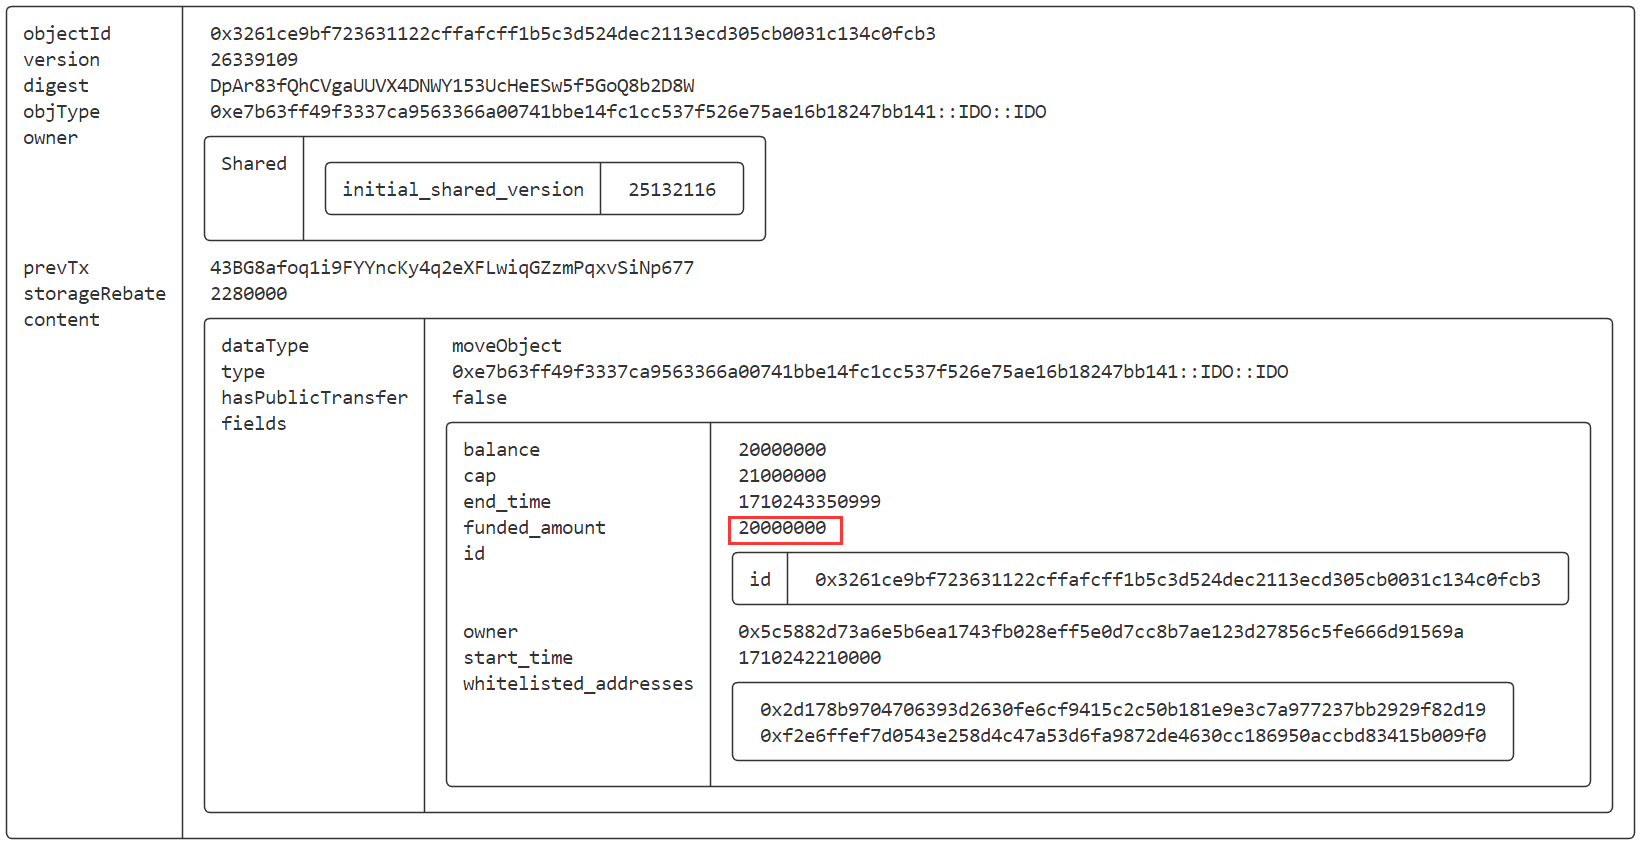 objectId 0x3261ce9bf723631122cffafcff1b5c3d524dec2113ecd305cb0031c134c0fcb3
version 26339109
digest DpAr83fQhCVgaUUVX4DNWY153UcHeESw5f5GoQ8b2D8W
objType 0xe7b63ff49f3337ca9563366a00741bbe14fc1cc537f526e75ae16b18247bb141::IDO::IDO
owner
Shared
initial_shared_version 25132116
prevTx 43BG8afoq1i9FYYncKy4q2eXFLwiqGZzmPqxvSiNp677
storageRebate 2280000
content
dataType moveObject
type 0xe7b63ff49f3337ca9563366a00741bbe14fc1cc537f526e75ae16b18247bb141::IDO::IDO
hasPublicTransfer false
fields
balance 20000000
cap 21000000
end_time 1710243350999
funded_amount 20000000
id
id 0x3261ce9bf723631122cffafcff1b5c3d524dec2113ecd305cb0031c134c0fcb3
owner 0x5c5882d73a6e5b6ea1743fb028eff5e0d7cc8b7ae123d27856c5fe666d91569a
start_time 1710242210000
whitelisted_addresses
0x2d178b9704706393d2630fe6cf9415c2c50b181e9e3c7a977237bb2929f82d19
0xf2e6ffef7d0543e258d4c47a53d6fa9872de4630cc186950accbd83415b009f0